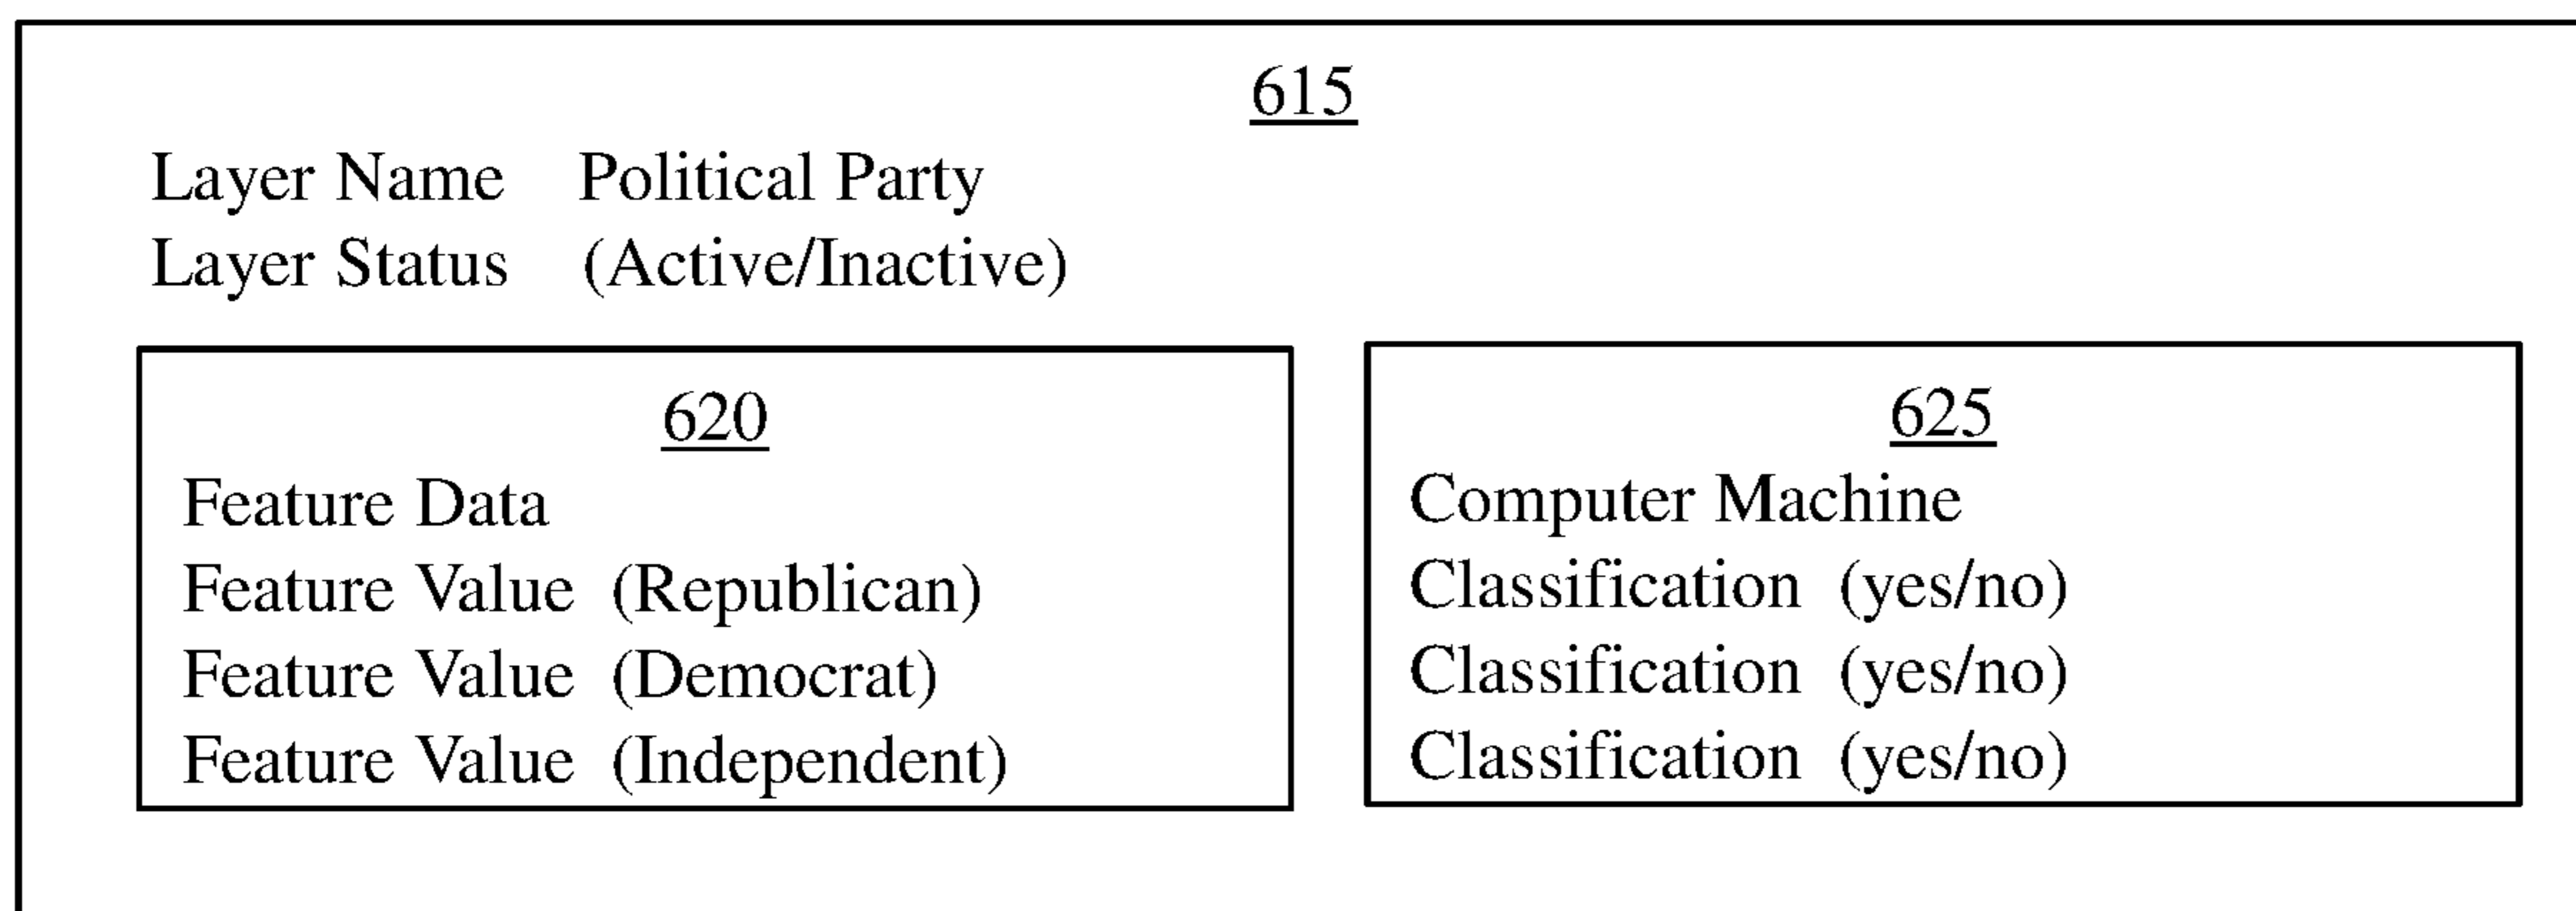 615
Layer Name Political Party
Layer Status (Active/Inactive)
620
Feature Data
Feature Value (Republican)
Feature Value (Democrat)
Feature Value (Independent)
625
Computer Machine
Classification (yes/no)
Classification (yes/no)
Classification (yes/no)